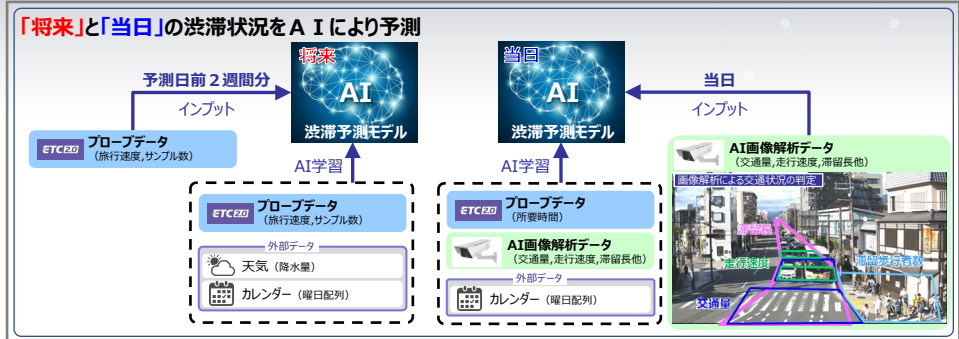 「将来」と「当日」の渋滞状況をＡＩにより予測
将来
AI
渋滞予測モデル
予測日前２週間分
インプット
ETC2.0
プローブデータ
（旅行速度,サンプル数）
AI学習
ETC2.0
プローブデータ
（旅行速度,サンプル数）
外部データ
天気（降水量）
カレンダー（曜日配列）
当日
AI
渋滞予測モデル
当日
インプット
AI学習
ETC2.0
プローブデータ
（所要時間）
AI画像解析データ
（交通量,走行速度,滞留長他）
外部データ
カレンダー（曜日配列）
AI画像解析データ
（交通量,走行速度,滞留長他）
画像解析による交通状況の判定
滞留長
走行速度
滞留歩行者数
交通量